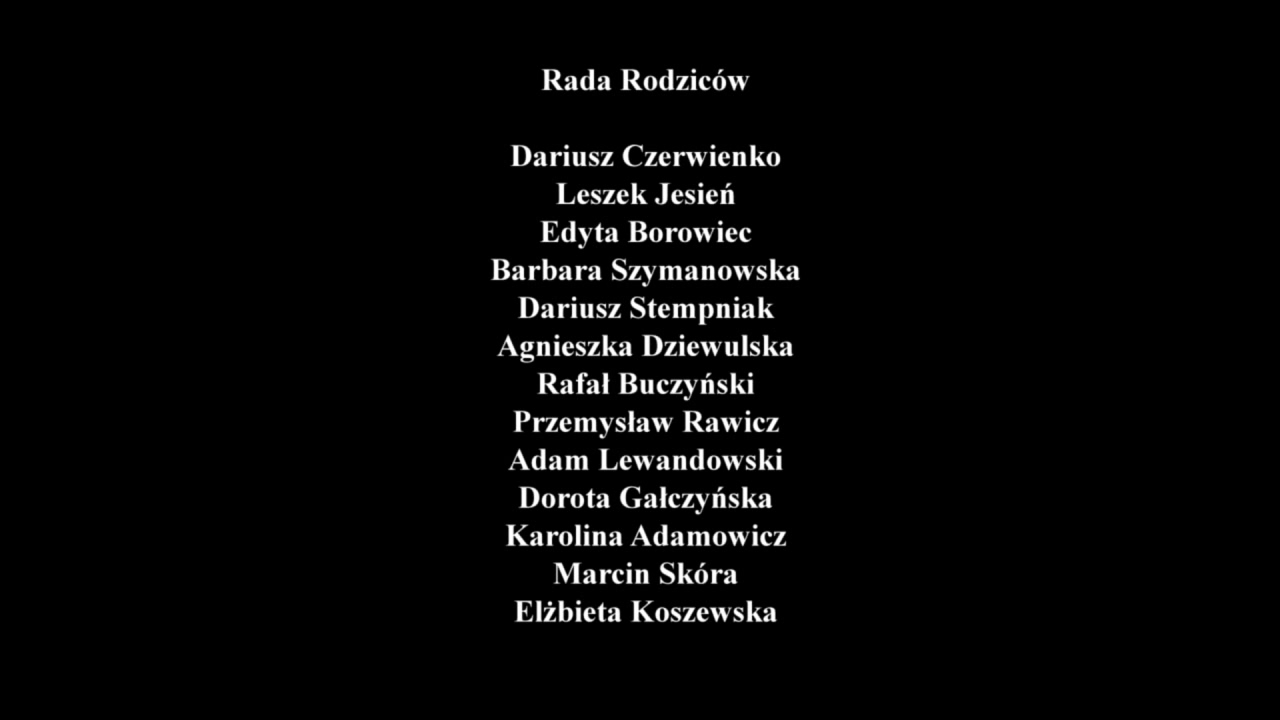 Rada Rodziców
Dariusz Czerwienko
Leszek Jesień
Edyta Borowiec
Barbara Szymanowska
Dariusz Stempniak
Agnieszka Dziewulska
Rafał Buczyński
Przemysław Rawicz
Adam Lewandowski
Dorota Gałczyńska
Karolina Adamowicz
Marcin Skóra
Elżbieta Koszewska